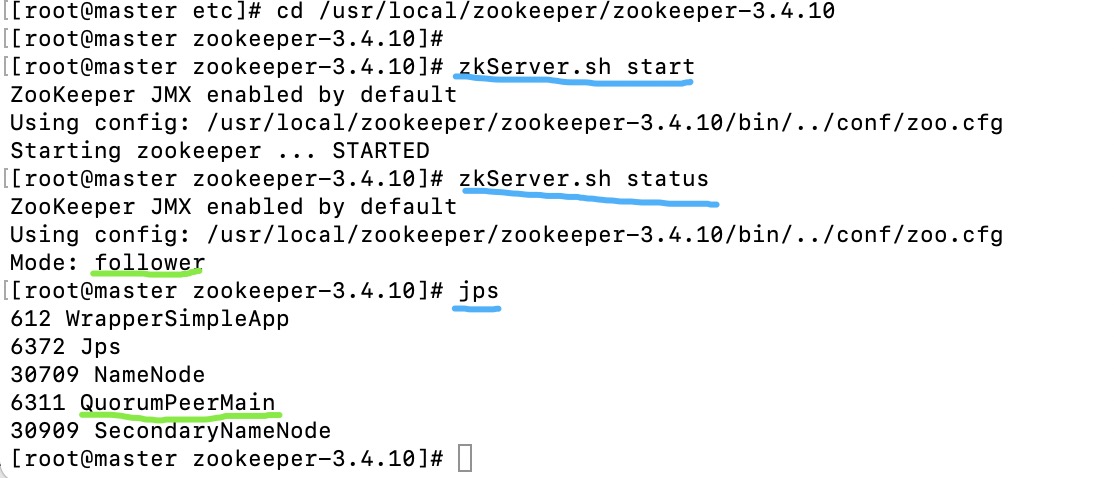 [[root@master etc]# cd /usr/local/zookeeper/zookeeper-3.4.10
[[root@master zookeeper-3.4.10]#
[[root@master zookeeper-3.4.10]# zkServer.sh start
ZooKeeper JMX enabled by default
Using config: /usr/local/zookeeper/zookeeper-3.4.10/bin/../conf/zoo.cfg
Starting zookeeper ... STARTED
[[root@master zookeeper-3.4.10]# zkServer.sh status
ZooKeeper JMX enabled by default
Using config: /usr/local/zookeeper/zookeeper-3.4.10/bin/../conf/zoo.cfg
Mode: follower
[[root@master zookeeper-3.4.10]# jps
612 WrapperSimpleApp
6372 Jps
30709 NameNode
6311 QuorumPeerMain
30909 SecondaryNameNode
[root@master zookeeper-3.4.10]#